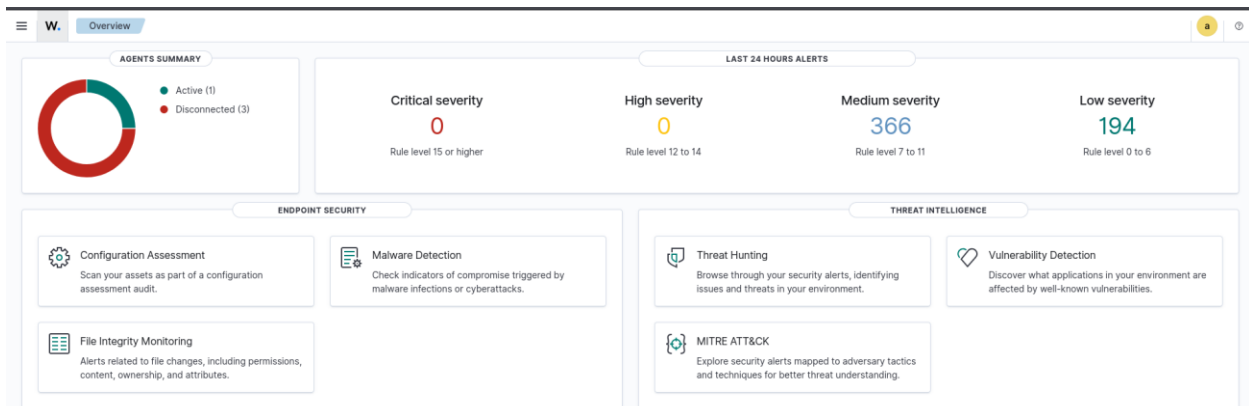 W. Overview a
AGENTS SUMMARY
Active (1)
Disconnected (3)
LAST 24 HOURS ALERTS
Critical severity
0
Rule level 15 or higher
High severity
0
Rule level 12 to 14
Medium severity
366
Rule level 7 to 11
Low severity
194
Rule level 0 to 6
ENDPOINT SECURITY
Configuration Assessment
Scan your assets as part of a configuration
assessment audit.
Malware Detection
Check indicators of compromise triggered by
malware infections or cyberattacks.
File Integrity Monitoring
Alerts related to file changes, including permissions,
content, ownership, and attributes.
THREAT INTELLIGENCE
Threat Hunting
Browse through your security alerts, identifying
issues and threats in your environment.
Vulnerability Detection
Discover what applications in your environment are
affected by well-known vulnerabilities.
MITRE ATT&CK
Explore security alerts mapped to adversary tactics
and techniques for better threat understanding.